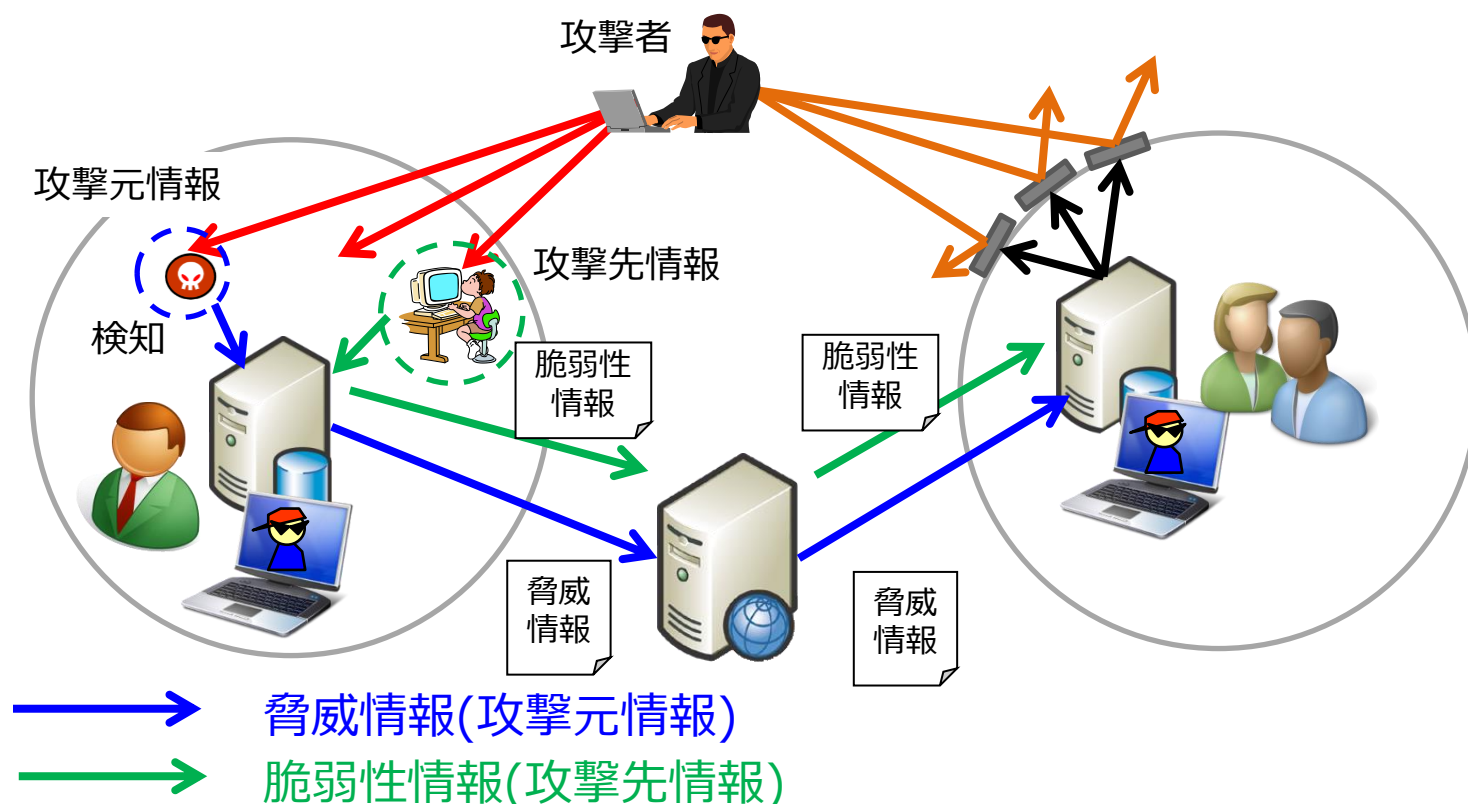 攻撃者
攻撃元情報
攻撃先情報
検知
脆弱性
情報
脆弱性
情報
脅威
情報
脅威
情報
脅威情報(攻撃元情報)
脆弱性情報(攻撃先情報)